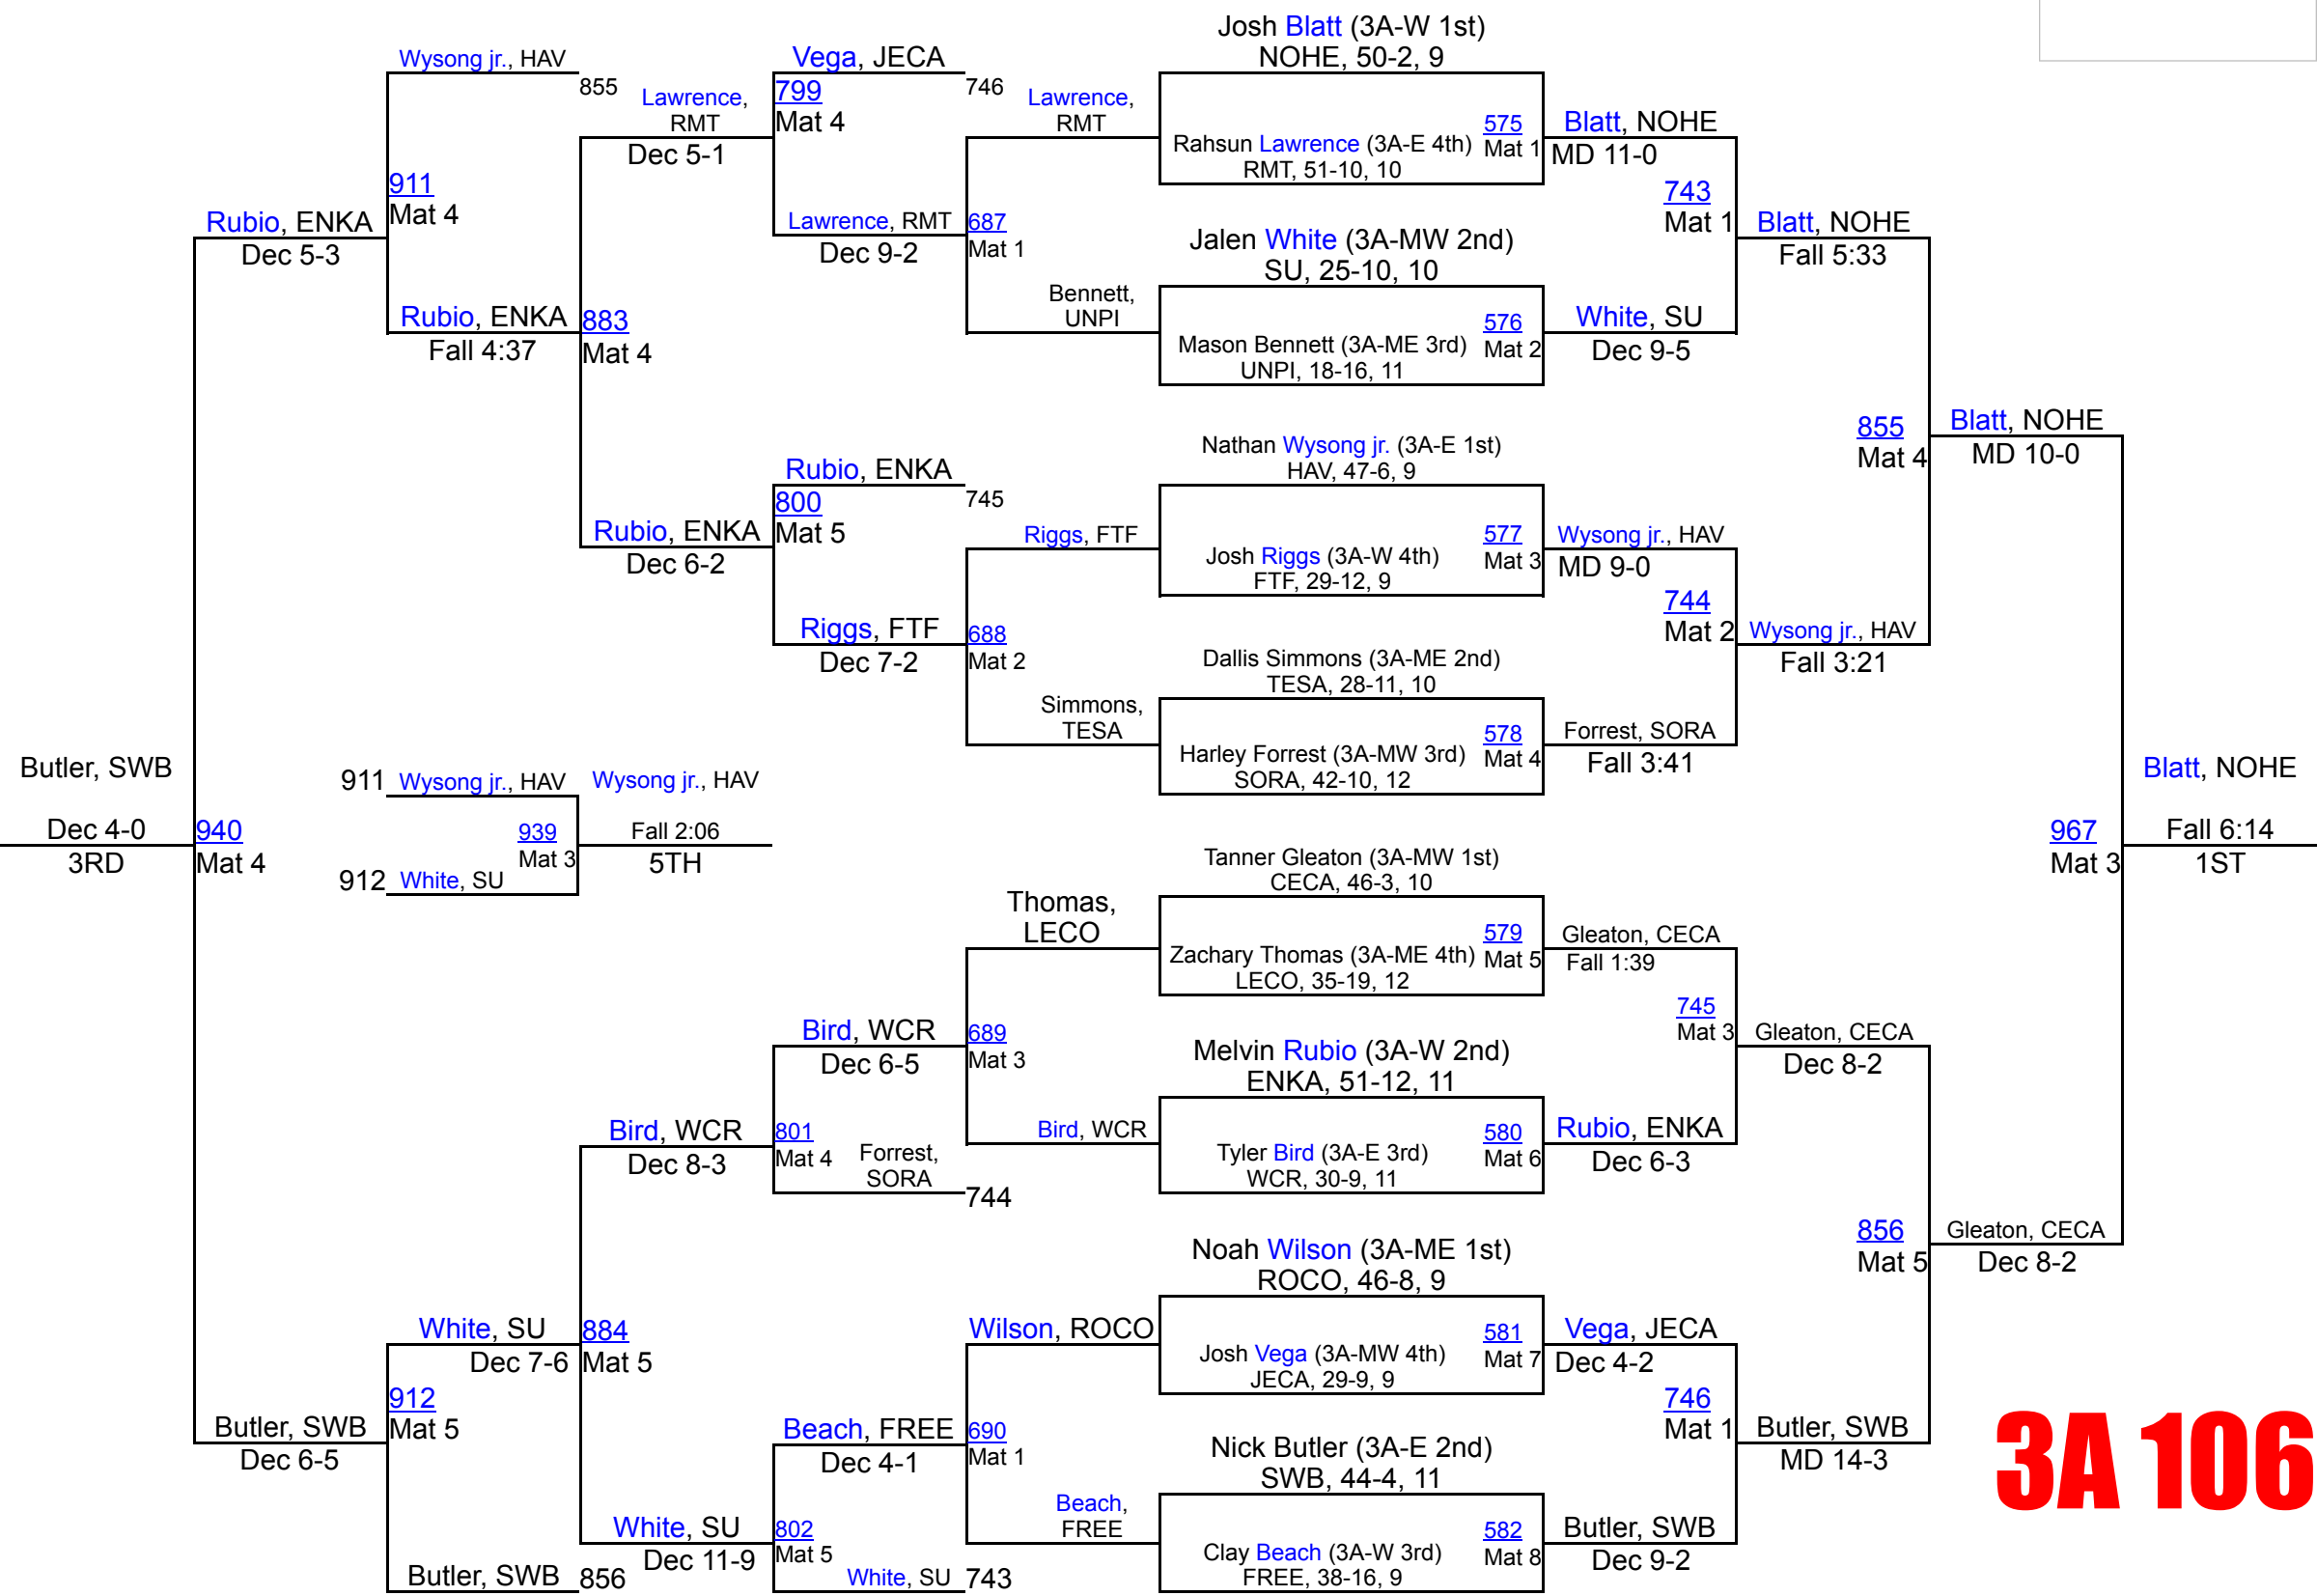 Josh Blatt (3A-W 1st)
NOHE, 50-2, 9
Rahsun Lawrence (3A-E 4th)
RMT, 51-10, 10
575
Mat 1
Jalen White (3A-MW 2nd)
SU, 25-10, 10
Mason Bennett (3A-ME 3rd)
UNPI, 18-16, 11
576
Mat 2
Nathan Wysong jr. (3A-E 1st)
HAV, 47-6, 9
Josh Riggs (3A-W 4th)
FTF, 29-12, 9
577
Mat 3
Dallis Simmons (3A-ME 2nd)
TESA, 28-11, 10
Harley Forrest (3A-MW 3rd)
SORA, 42-10, 12
578
Mat 4
Tanner Gleaton (3A-MW 1st)
CECA, 46-3, 10
Zachary Thomas (3A-ME 4th)
LECO, 35-19, 12
579
Mat 5
Melvin Rubio (3A-W 2nd)
ENKA, 51-12, 11
Tyler Bird (3A-E 3rd)
WCR, 30-9, 11
580
Mat 6
Noah Wilson (3A-ME 1st)
ROCO, 46-8, 9
Josh Vega (3A-MW 4th)
JECA, 29-9, 9
581
Mat 7
Nick Butler (3A-E 2nd)
SWB, 44-4, 11
Clay Beach (3A-W 3rd)
FREE, 38-16, 9
582
Mat 8
Blatt, NOHE
MD 11-0
743
Mat 1
White, SU
Dec 9-5
Wysong jr., HAV
MD 9-0
744
Mat 2
Forrest, SORA
Fall 3:41
Gleaton, CECA
Fall 1:39
745
Mat 3
Rubio, ENKA
Dec 6-3
Vega, JECA
Dec 4-2
746
Mat 1
Butler, SWB
Dec 9-2
Blatt, NOHE
Fall 5:33
855
Mat 4
Wysong jr., HAV
Fall 3:21
Gleaton, CECA
Dec 8-2
856
Mat 5
Butler, SWB
MD 14-3
Blatt, NOHE
MD 10-0
967
Mat 3
Gleaton, CECA
Dec 8-2
Blatt, NOHE
Fall 6:14
1ST
Lawrence,
RMT
687
Mat 1
Bennett,
UNPI
Riggs, FTF
688
Mat 2
Simmons,
TESA
Thomas,
LECO
689
Mat 3
Bird, WCR
Wilson, ROCO
690
Mat 1
Beach,
FREE
Vega, JECA
746
799
Mat 4
Lawrence, RMT
Dec 9-2
Rubio, ENKA
745
800
Mat 5
Riggs, FTF
Dec 7-2
Bird, WCR
Dec 6-5
801
Mat 4
Forrest,
SORA
744
Beach, FREE
Dec 4-1
802
Mat 5
White, SU
743
Lawrence,
RMT
Dec 5-1
883
Mat 4
Rubio, ENKA
Dec 6-2
Bird, WCR
Dec 8-3
884
Mat 5
White, SU
Dec 11-9
Wysong jr., HAV
855
911
Mat 4
Rubio, ENKA
Fall 4:37
White, SU
Dec 7-6
912
Mat 5
Butler, SWB
856
Rubio, ENKA
Dec 5-3
940
Mat 4
Butler, SWB
Dec 6-5
Butler, SWB
Dec 4-0
3RD
911
Wysong jr., HAV
939
Mat 3
912
White, SU
Wysong jr., HAV
Fall 2:06
5TH
3A 106